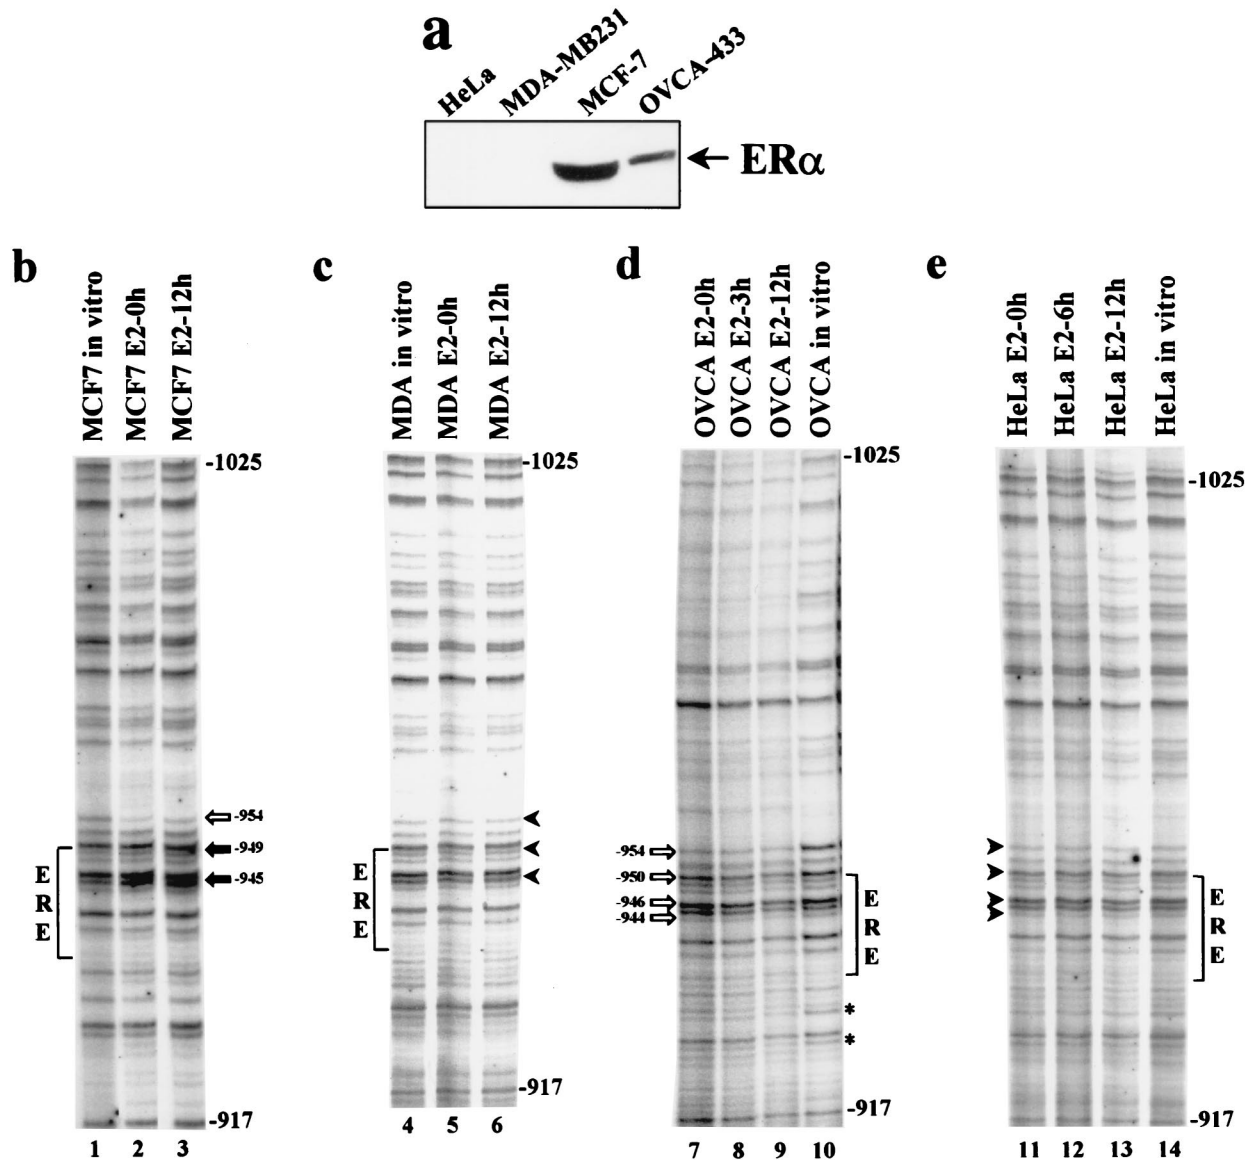 a
HeLa
MDA-MB231
MCF-7
OVCA-433
ERα
b
MCF7 in vitro
MCF7 E2-0h
MCF7 E2-12h
-1025
-954
-949
-945
E
R
E
-917
1 2 3
c
MDA in vitro
MDA E2-0h
MDA E2-12h
-1025
E
R
E
-917
4 5 6
d
OVCA E2-0h
OVCA E2-3h
OVCA E2-12h
OVCA in vitro
-1025
-954
-950
-946
-944
E
R
E
*
*
-917
7 8 9 10
e
HeLa E2-0h
HeLa E2-6h
HeLa E2-12h
HeLa in vitro
-1025
E
R
E
-917
11 12 13 14